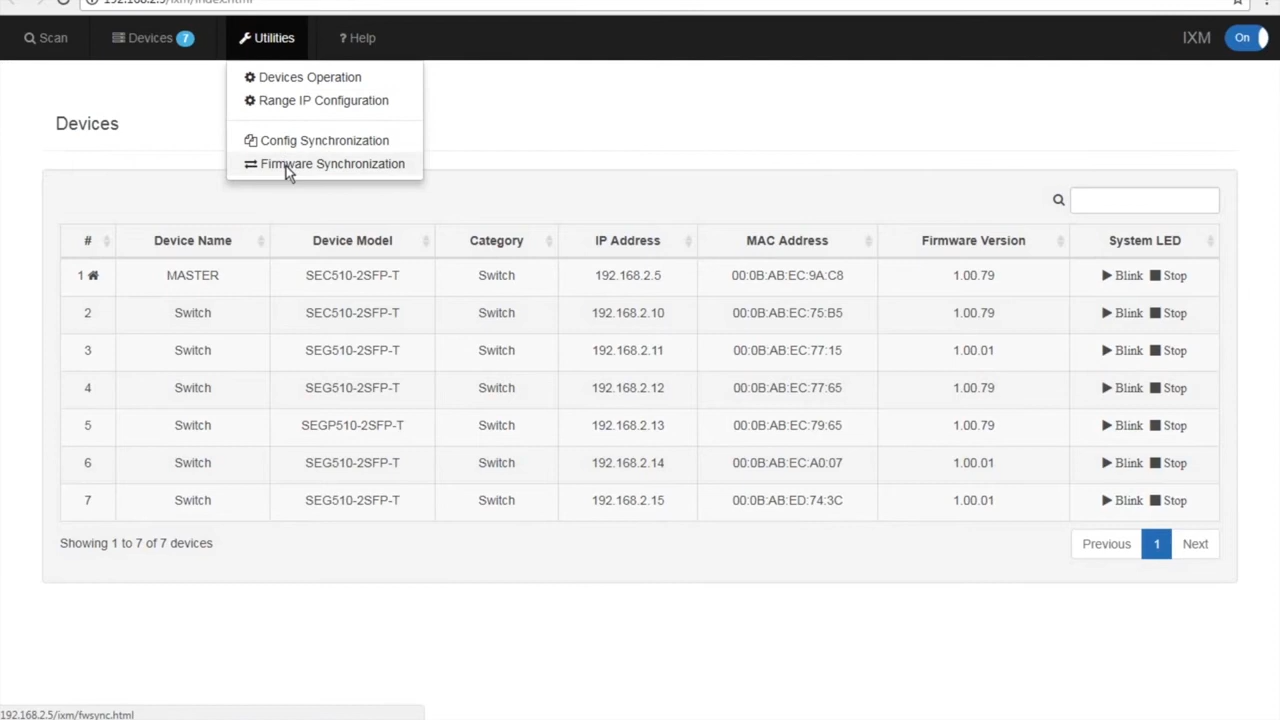 192.168.2.5/ixm/index.html
Scan Devices 7 Utilities ? Help IXM On
Devices Operation
Range IP Configuration
Config Synchronization
Firmware Synchronization
Devices
# Device Name Device Model Category IP Address MAC Address Firmware Version System LED
1 MASTER SEC510-2SFP-T Switch 192.168.2.5 00:0B:AB:EC:9A:C8 1.00.79 Blink Stop
2 Switch SEC510-2SFP-T Switch 192.168.2.10 00:0B:AB:EC:75:B5 1.00.79 Blink Stop
3 Switch SEG510-2SFP-T Switch 192.168.2.11 00:0B:AB:EC:77:15 1.00.01 Blink Stop
4 Switch SEG510-2SFP-T Switch 192.168.2.12 00:0B:AB:EC:77:65 1.00.79 Blink Stop
5 Switch SEGP510-2SFP-T Switch 192.168.2.13 00:0B:AB:EC:79:65 1.00.79 Blink Stop
6 Switch SEG510-2SFP-T Switch 192.168.2.14 00:0B:AB:EC:A0:07 1.00.01 Blink Stop
7 Switch SEG510-2SFP-T Switch 192.168.2.15 00:0B:AB:ED:74:3C 1.00.01 Blink Stop
Showing 1 to 7 of 7 devices Previous 1 Next
192.168.2.5/ixm/fwsync.html